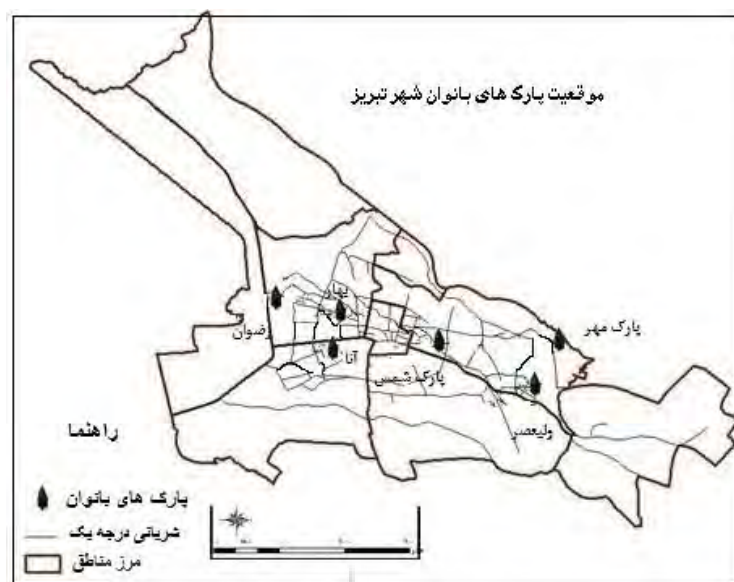 موقعیت پارک های بانوان شهر تبریز
بهار
رضوان
آنا
پارک مهر
پارک شمس
ولیعصر
راهنما
پارک های بانوان
شریانی درجه یک
مرز مناطق